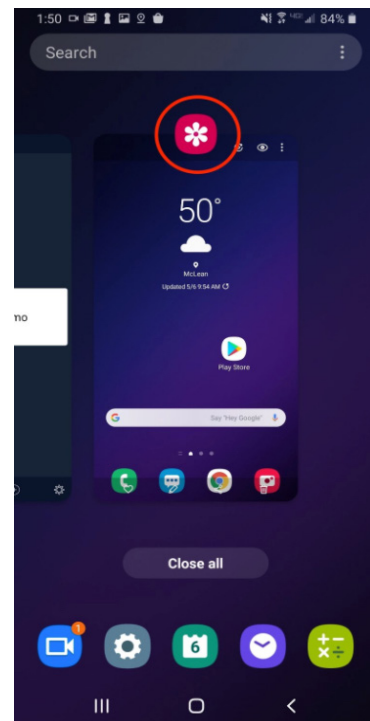 1:50 84%
Search
50°
McLean
Updated 5/6 9:54 AM
no
Play Store
G Say "Hey Google"
Close all
1
6